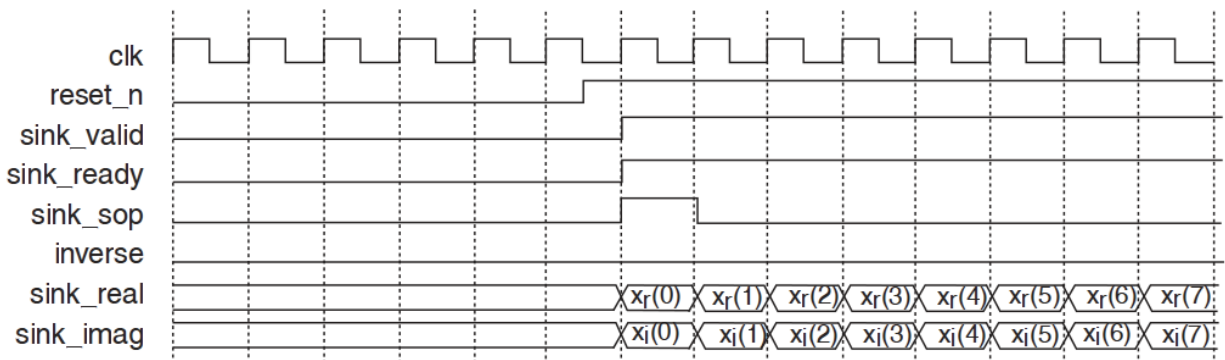 clk
reset_n
sink_valid
sink_ready
sink_sop
inverse
sink_real xr(0) xr(1) xr(2) xr(3) xr(4) xr(5) xr(6) xr(7)
sink_imag xi(0) xi(1) xi(2) xi(3) xi(4) xi(5) xi(6) xi(7)